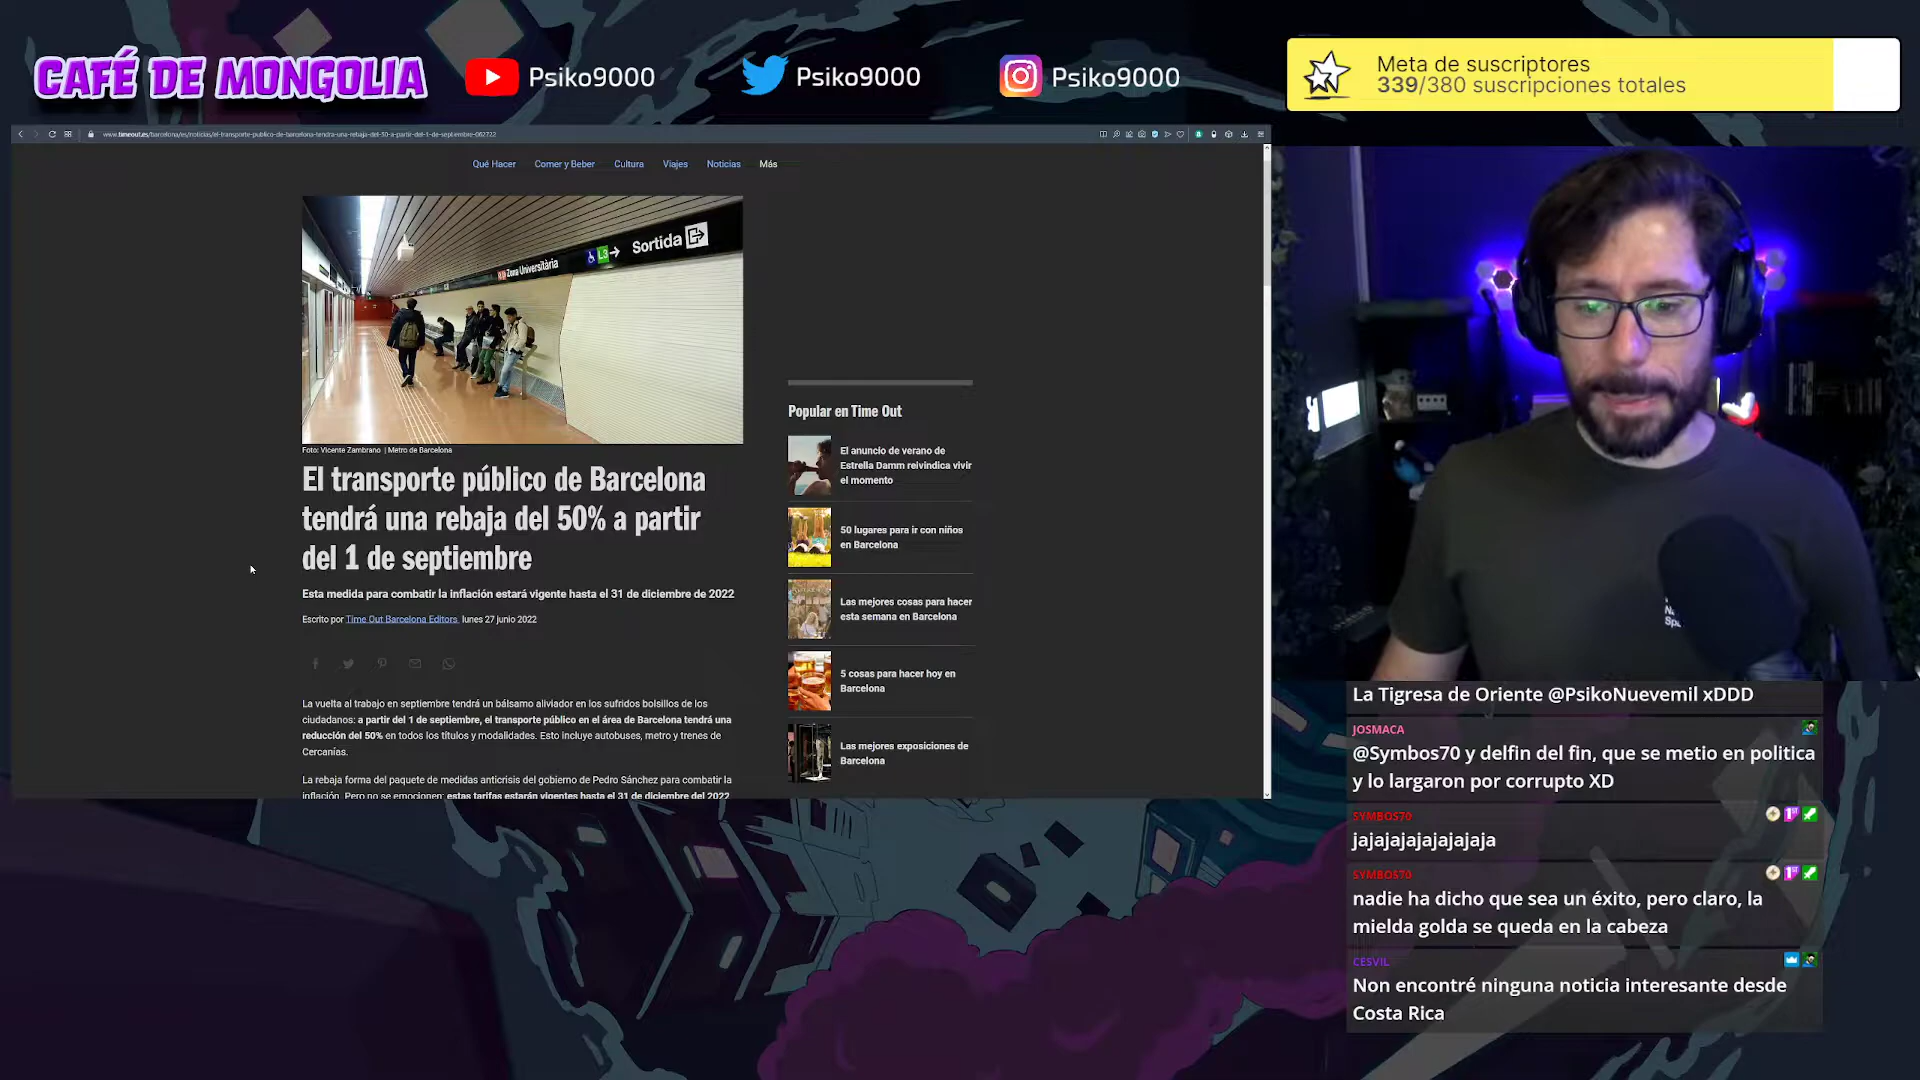 CAFÉ DE MONGOLIA
Psiko9000
Psiko9000
Psiko9000
Meta de suscriptores
339/380 suscripciones totales
www.timeout.es/barcelona/es/noticias/el-transporte-publico-de-barcelona-tendra-una-rebaja-del-50-a-partir-del-1-de-septiembre-062722
Qué Hacer
Comer y Beber
Cultura
Viajes
Noticias
Más
Zona Universitària
L3
Sortida
Foto: Vicente Zambrano | Metro de Barcelona
El transporte público de Barcelona
tendrá una rebaja del 50% a partir
del 1 de septiembre
Esta medida para combatir la inflación estará vigente hasta el 31 de diciembre de 2022
Escrito por Time Out Barcelona Editors lunes 27 junio 2022
La vuelta al trabajo en septiembre tendrá un bálsamo aliviador en los sufridos bolsillos de los
ciudadanos: a partir del 1 de septiembre, el transporte público en el área de Barcelona tendrá una
reducción del 50% en todos los títulos y modalidades. Esto incluye autobuses, metro y trenes de
Cercanías.
La rebaja forma del paquete de medidas anticrisis del gobierno de Pedro Sánchez para combatir la
inflación. Pero no se emocionen: estas tarifas estarán vigentes hasta el 31 de diciembre del 2022
Popular en Time Out
El anuncio de verano de
Estrella Damm reivindica vivir
el momento
50 lugares para ir con niños
en Barcelona
Las mejores cosas para hacer
esta semana en Barcelona
5 cosas para hacer hoy en
Barcelona
Las mejores exposiciones de
Barcelona
La Tigresa de Oriente @PsikoNuevemil xDDD
JOSMACA
@Symbos70 y delfin del fin, que se metio en politica
y lo largaron por corrupto XD
SYMBOS70
jajajajajajajaja
SYMBOS70
nadie ha dicho que sea un éxito, pero claro, la
mielda golda se queda en la cabeza
CESVIL
Non encontré ninguna noticia interesante desde
Costa Rica